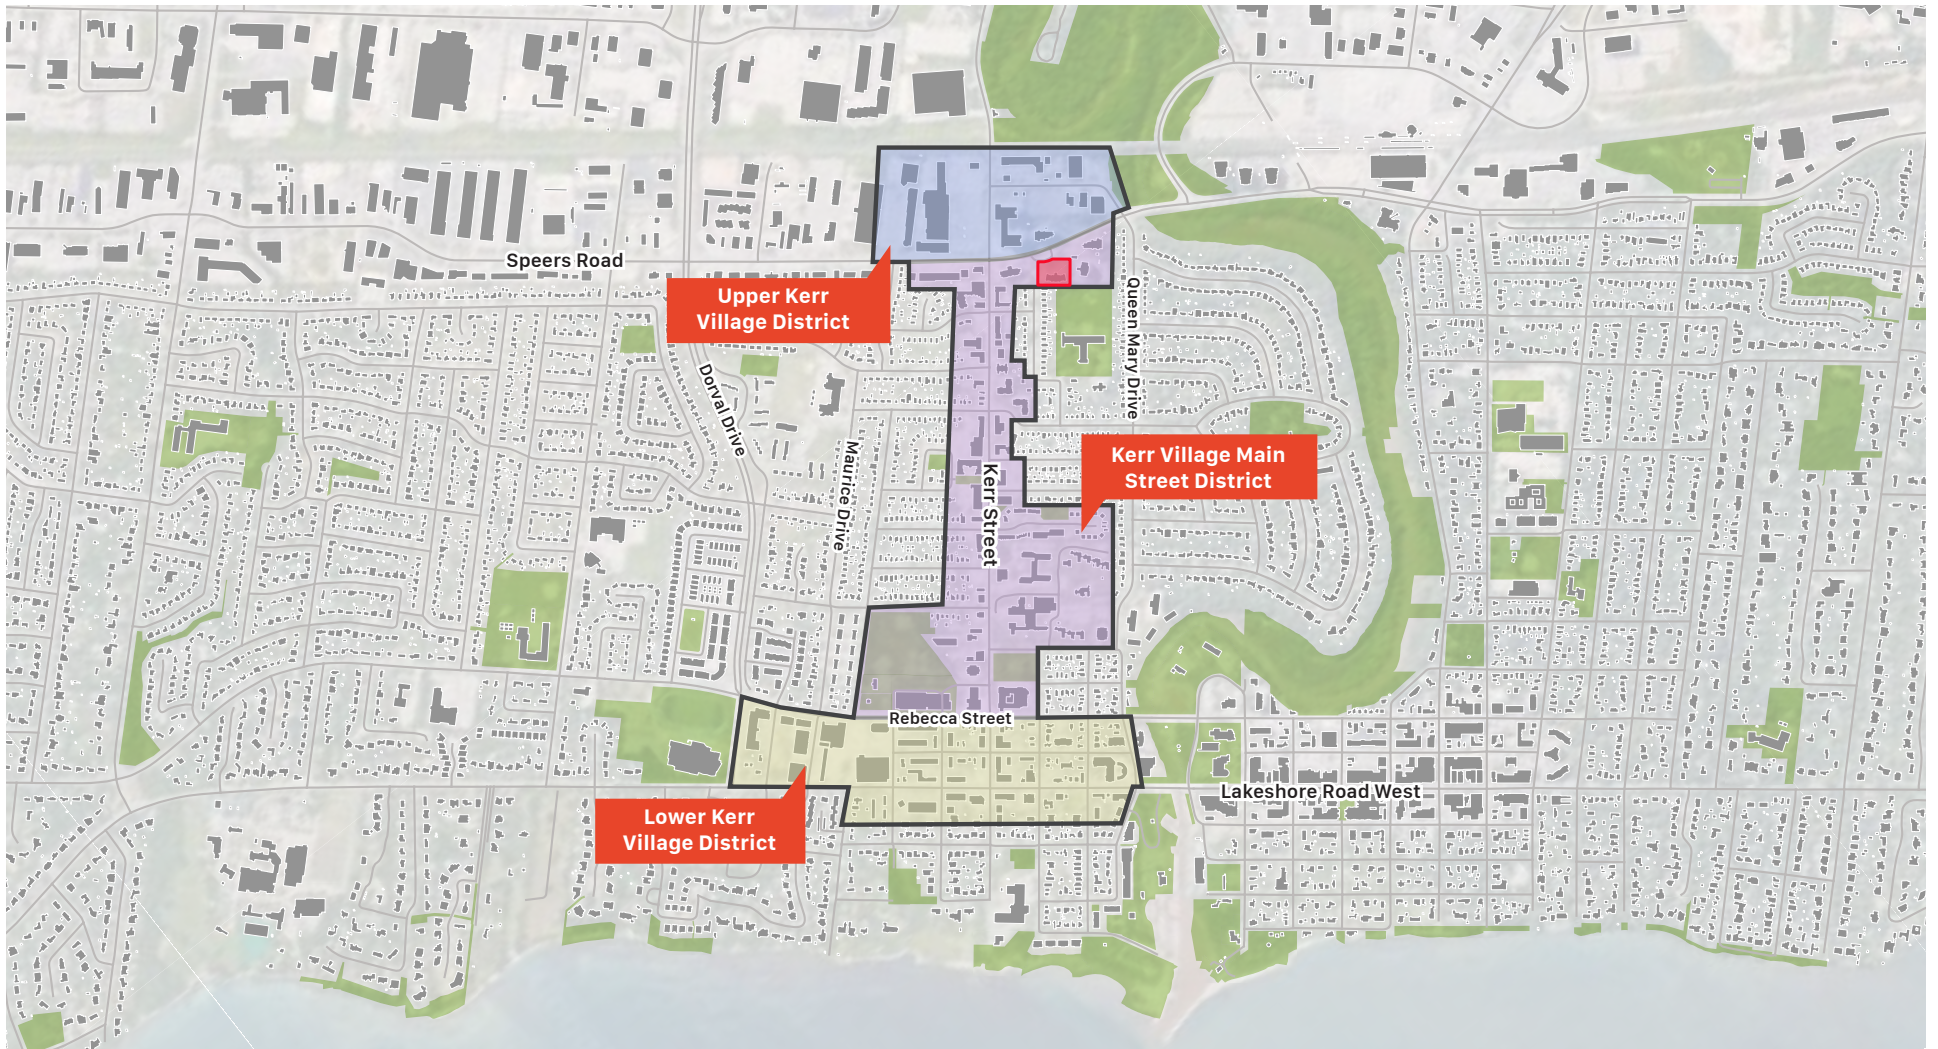 Speers Road
Upper Kerr
Village District
Queen Mary Drive
Dorval Drive
Maurice Drive
Kerr Village Main
Street District
Kerr Street
Rebecca Street
Lakeshore Road West
Lower Kerr
Village District